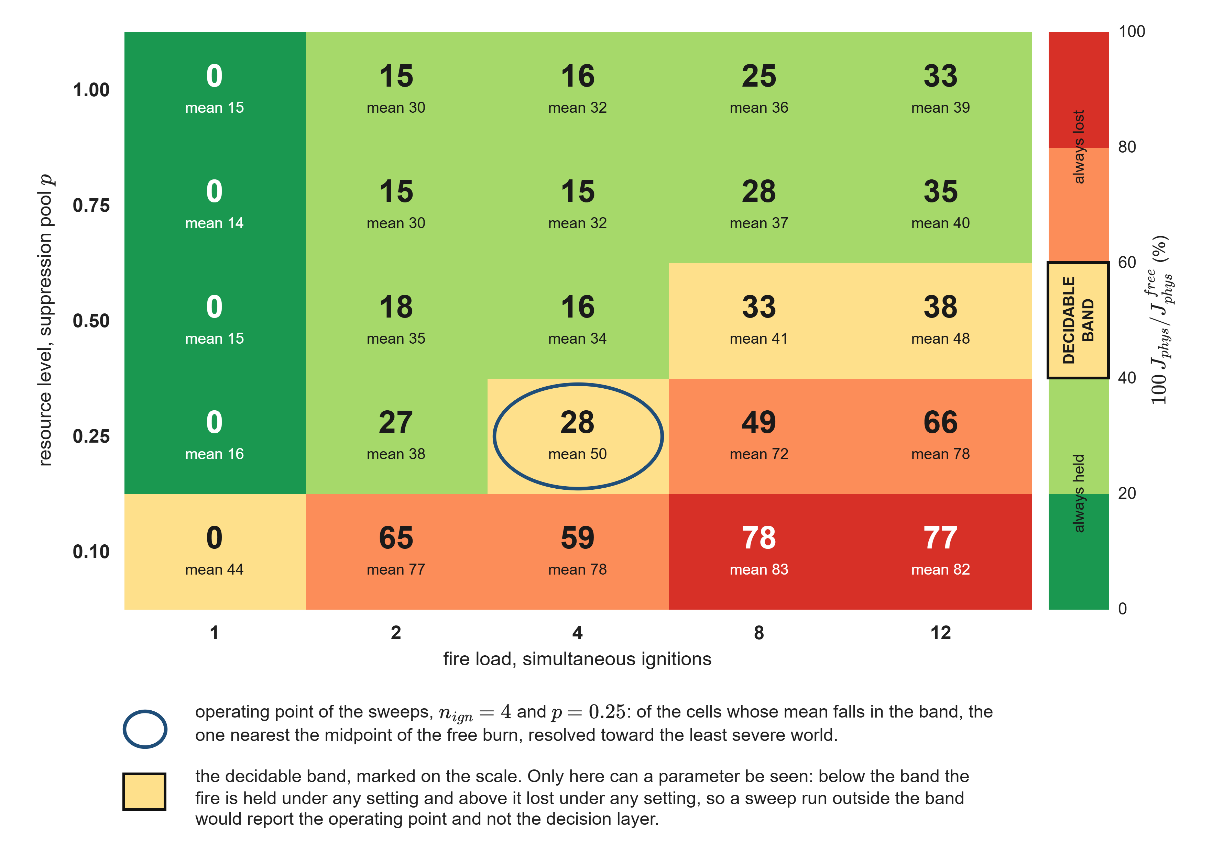 100
1.00
0
mean 15
15
mean 30
16
mean 32
25
mean 36
33
mean 39
always lost
80
0.75
0
mean 14
15
mean 30
15
mean 32
28
mean 37
35
mean 40
resource level, suppression pool p
60
0.50
0
mean 15
18
mean 35
16
mean 34
33
mean 41
38
mean 48
DECIDABLE
BAND
100 J_phys / J_phys^free (%)
40
0.25
0
mean 16
27
mean 38
28
mean 50
49
mean 72
66
mean 78
always held
20
0.10
0
mean 44
65
mean 77
59
mean 78
78
mean 83
77
mean 82
0
1 2 4 8 12
fire load, simultaneous ignitions
operating point of the sweeps, n_ign = 4 and p = 0.25: of the cells whose mean falls in the band, the
one nearest the midpoint of the free burn, resolved toward the least severe world.
the decidable band, marked on the scale. Only here can a parameter be seen: below the band the
fire is held under any setting and above it lost under any setting, so a sweep run outside the band
would report the operating point and not the decision layer.